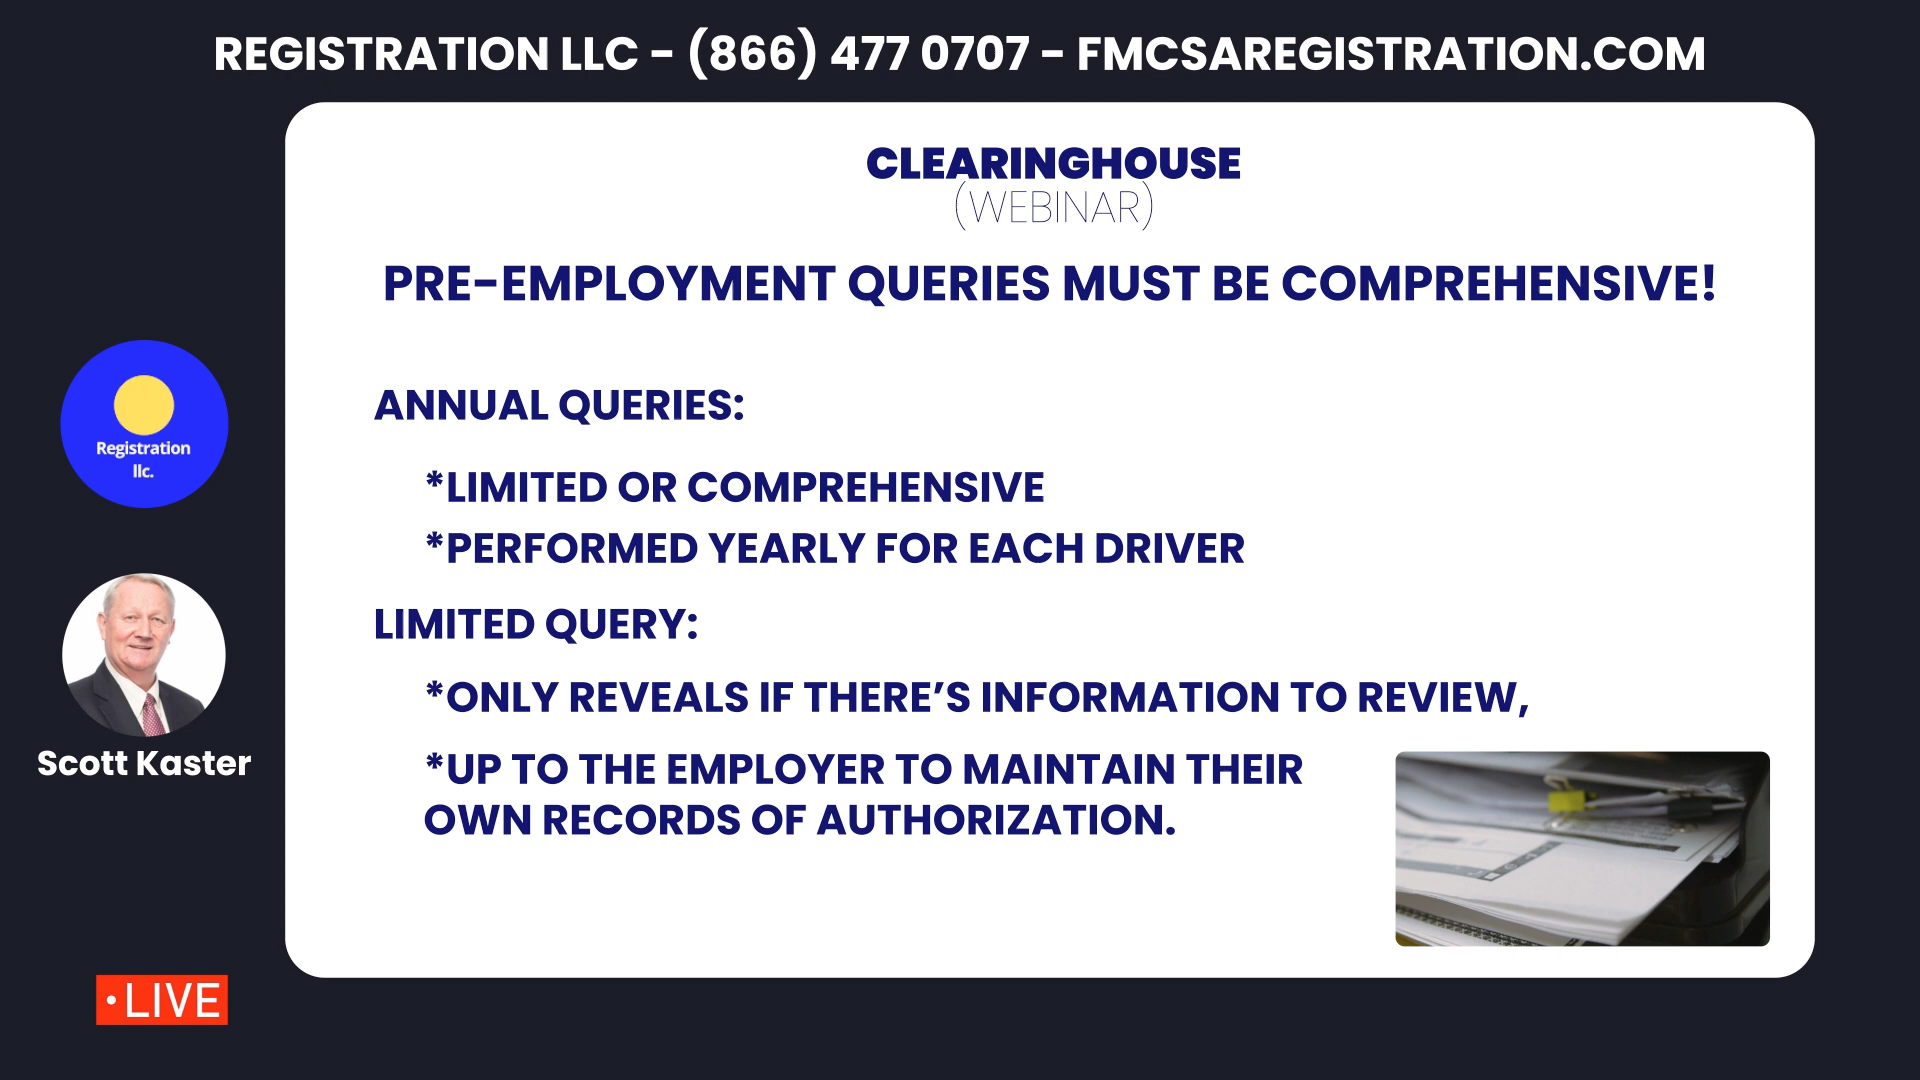 REGISTRATION LLC - (866) 477 0707 - FMCSAREGISTRATION.COM
CLEARINGHOUSE
(WEBINAR)
PRE-EMPLOYMENT QUERIES MUST BE COMPREHENSIVE!
ANNUAL QUERIES:
*LIMITED OR COMPREHENSIVE
*PERFORMED YEARLY FOR EACH DRIVER
LIMITED QUERY:
*ONLY REVEALS IF THERE’S INFORMATION TO REVIEW,
*UP TO THE EMPLOYER TO MAINTAIN THEIR
OWN RECORDS OF AUTHORIZATION.
Registration
llc.
Scott Kaster
• LIVE